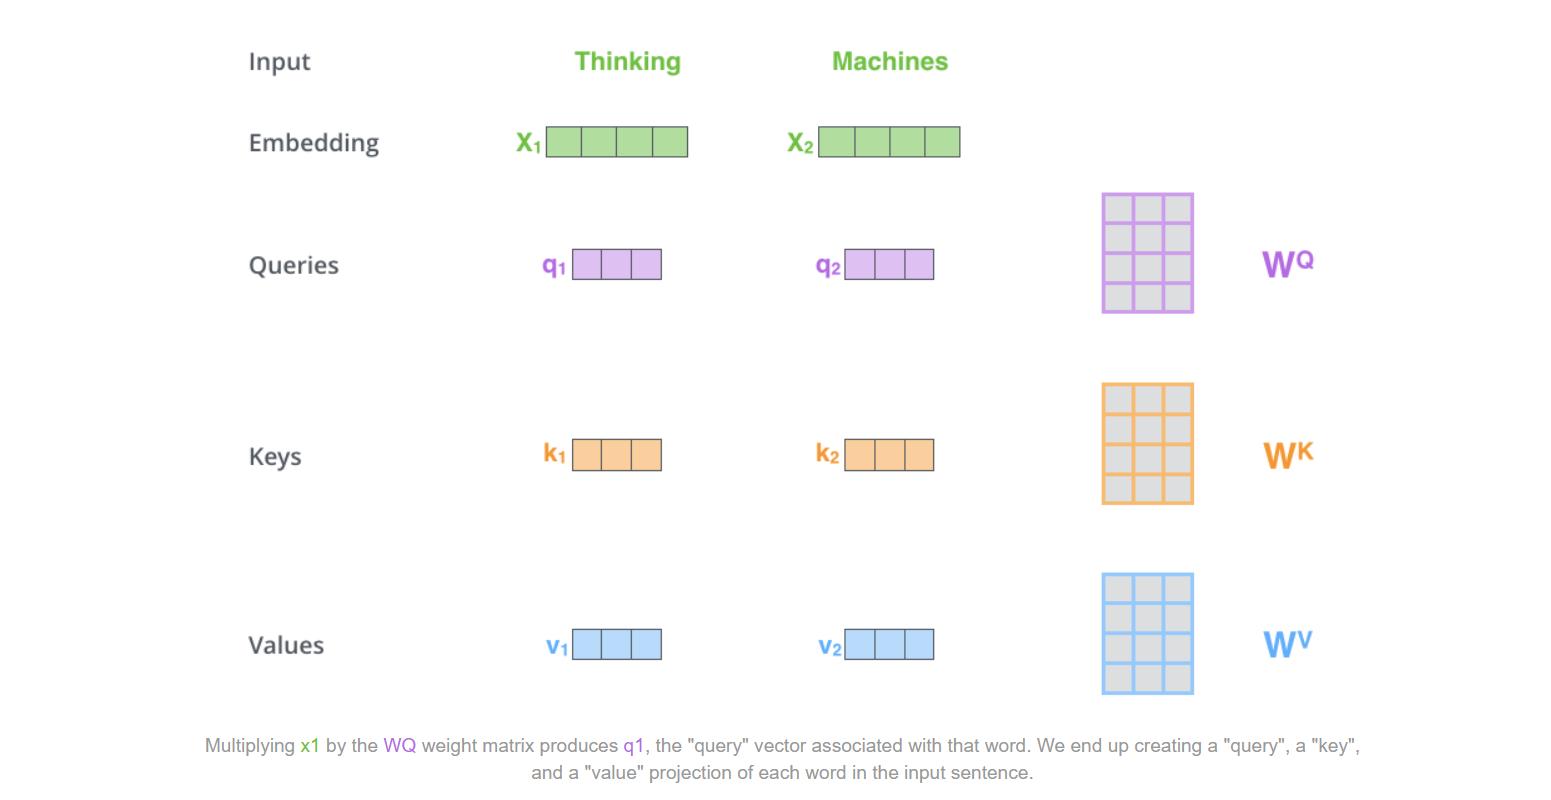 Input Thinking Machines
Embedding X1 X2
Queries q1 q2 WQ
Keys k1 k2 WK
Values v1 v2 WV
Multiplying x1 by the WQ weight matrix produces q1, the "query" vector associated with that word. We end up creating a "query", a "key",
and a "value" projection of each word in the input sentence.